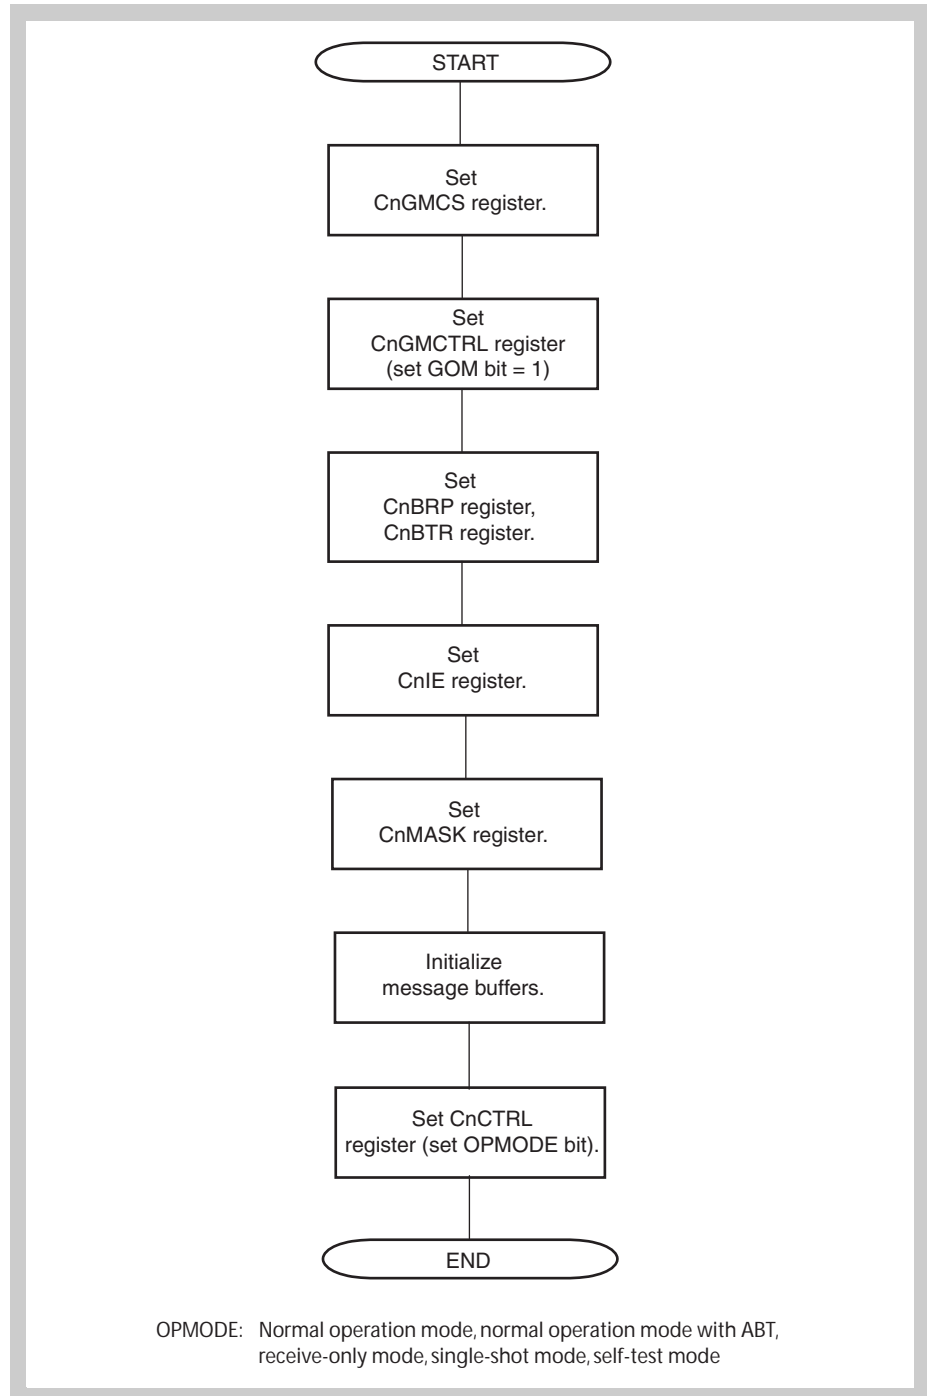 START
Set
CnGMCS register.
Set
CnGMCTRL register
(set GOM bit = 1)
Set
CnBRP register,
CnBTR register.
Set
CnIE register.
Set
CnMASK register.
Initialize
message buffers.
Set CnCTRL
register (set OPMODE bit).
END
OPMODE: Normal operation mode, normal operation mode with ABT,
receive-only mode, single-shot mode, self-test mode